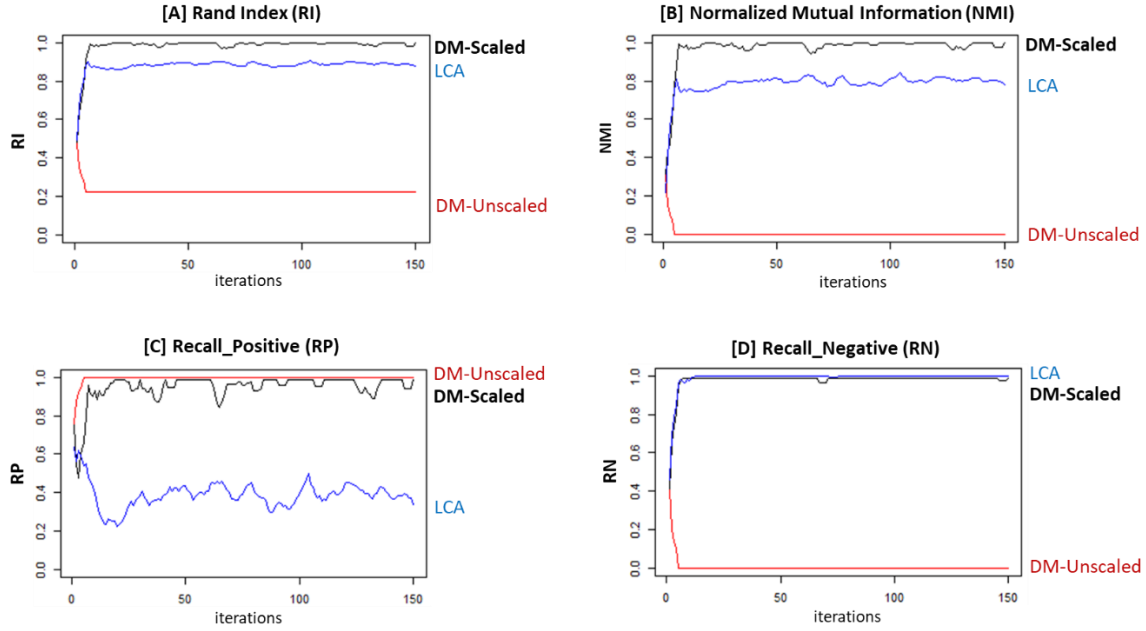 [A] Rand Index (RI)
RI
1.0
0.8
0.6
0.4
0.2
0.0
0
50
100
150
iterations
DM-Scaled
LCA
DM-Unscaled
[B] Normalized Mutual Information (NMI)
NMI
1.0
0.8
0.6
0.4
0.2
0.0
0
50
100
150
iterations
DM-Scaled
LCA
DM-Unscaled
[C] Recall_Positive (RP)
RP
1.0
0.8
0.6
0.4
0.2
0.0
0
50
100
150
iterations
DM-Unscaled
DM-Scaled
LCA
[D] Recall_Negative (RN)
RN
1.0
0.8
0.6
0.4
0.2
0.0
0
50
100
150
iterations
LCA
DM-Scaled
DM-Unscaled